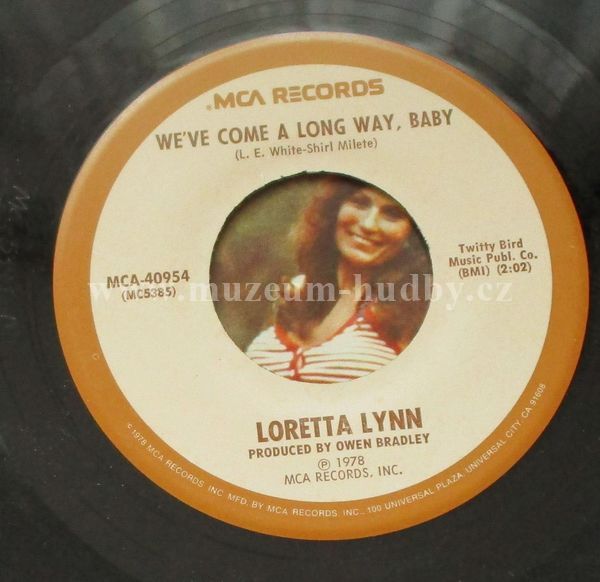 MCA RECORDS
WE'VE COME A LONG WAY, BABY
(L. E. White-Shirl Milete)
MCA-40954
(MC5385)
Twitty Bird
Music Publ. Co.
(BMI) (2:02)
www.muzeum-hudby.cz
LORETTA LYNN
PRODUCED BY OWEN BRADLEY
℗ 1978
MCA RECORDS, INC.
© 1978 MCA RECORDS, INC. MFD. BY MCA RECORDS, INC., 100 UNIVERSAL PLAZA, UNIVERSAL CITY, CA 91608